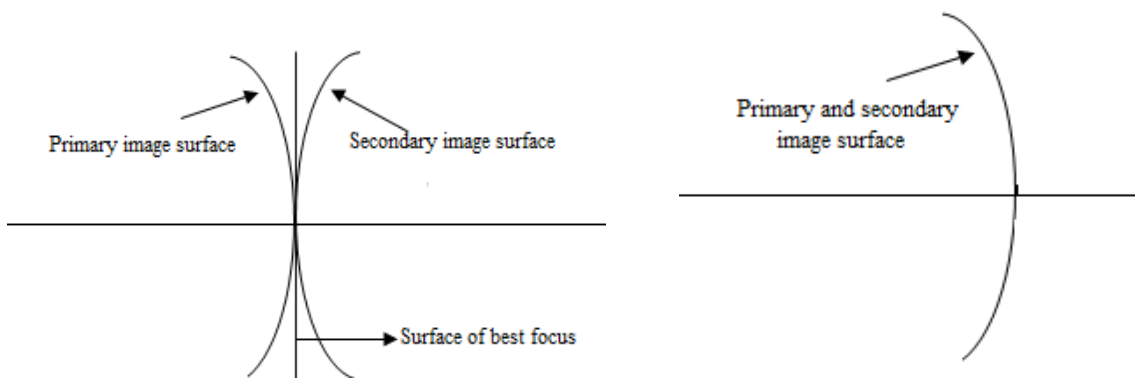 Primary image surface
Secondary image surface
Surface of best focus
Primary and secondary
image surface